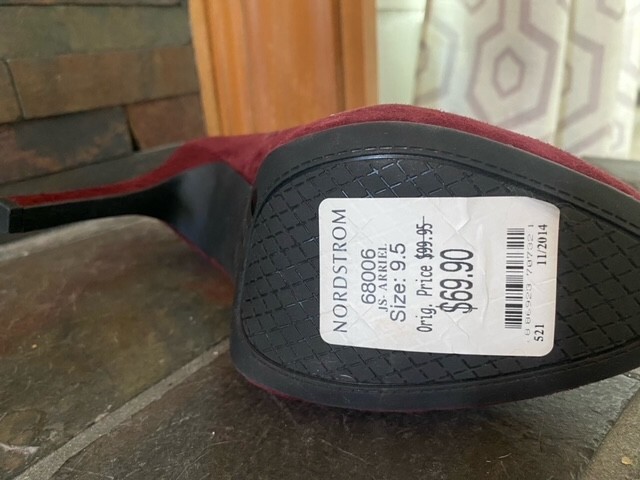 NORDSTROM
68006
JS- ARRIEL
Size: 9.5
Orig. Price $99.95
$69.90
521 11/2014